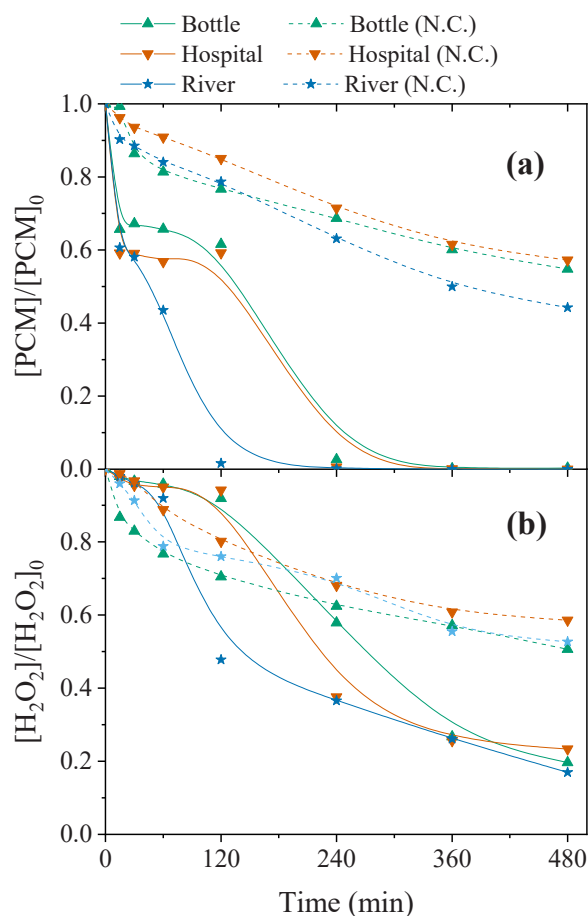 Bottle Bottle (N.C.)
Hospital Hospital (N.C.)
River River (N.C.)
1.0
(a)
0.8
0.6
0.4
0.2
0.0
[PCM]/[PCM]₀
(b)
0.8
0.6
0.4
0.2
0.0
[H₂O₂]/[H₂O₂]₀
0 120 240 360 480
Time (min)